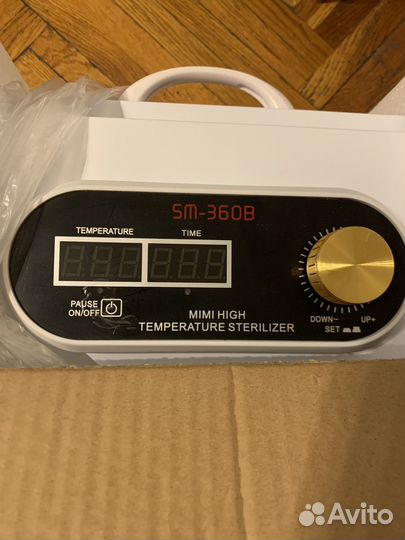 SM-360B
TEMPERATURE TIME
PAUSE
ON/OFF
MIMI HIGH
TEMPERATURE STERILIZER
DOWN- UP+
SET
Avito